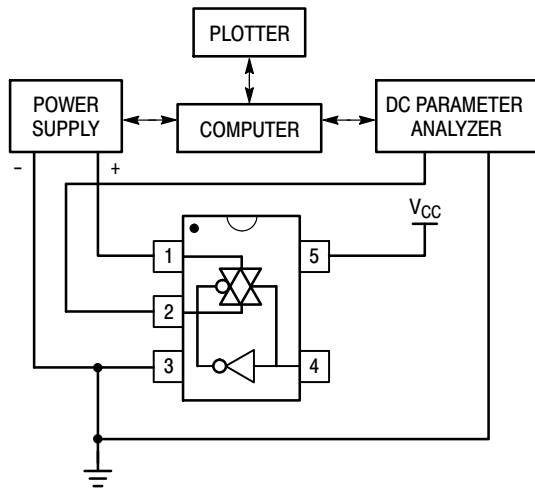 PLOTTER
POWER
SUPPLY
COMPUTER
DC PARAMETER
ANALYZER
-
+
VCC
1
5
2
3
4